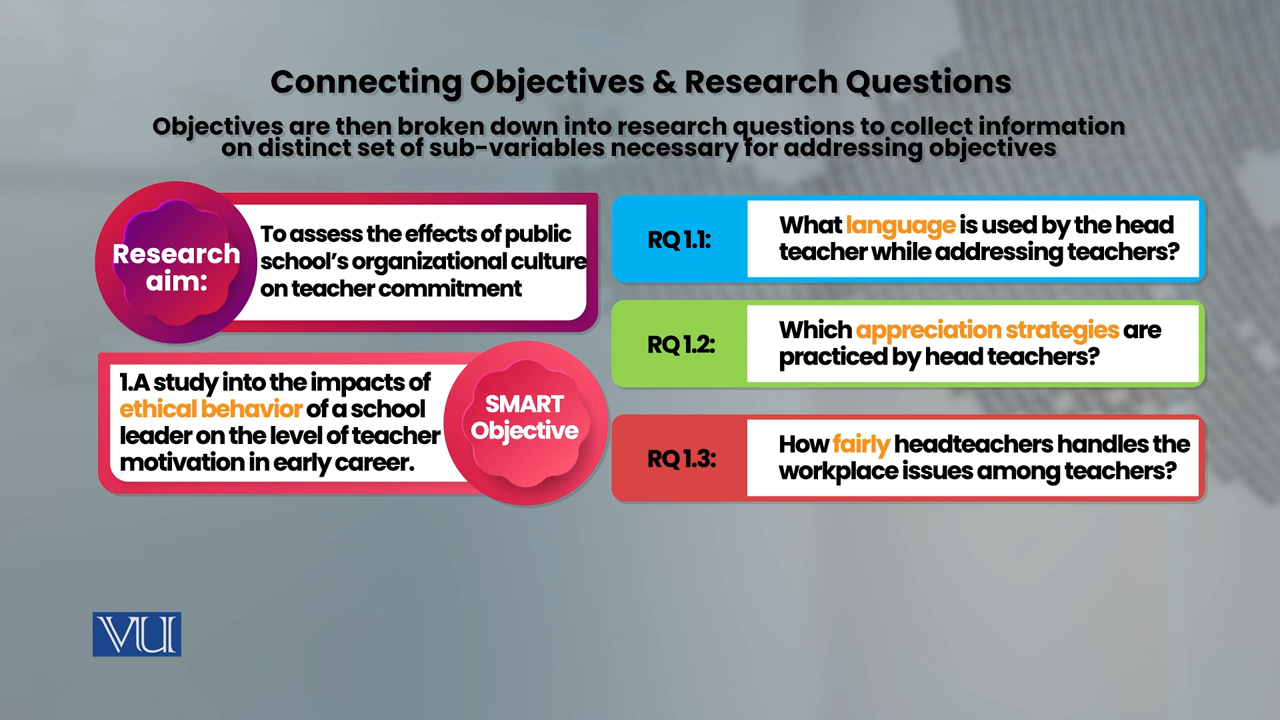 Connecting Objectives & Research Questions
Objectives are then broken down into research questions to collect information
on distinct set of sub-variables necessary for addressing objectives
Research
aim:
To assess the effects of public
school's organizational culture
on teacher commitment
1.A study into the impacts of
ethical behavior of a school
leader on the level of teacher
motivation in early career.
SMART
Objective
RQ 1.1:
What language is used by the head
teacher while addressing teachers?
RQ 1.2:
Which appreciation strategies are
practiced by head teachers?
RQ 1.3:
How fairly headteachers handles the
workplace issues among teachers?
VU